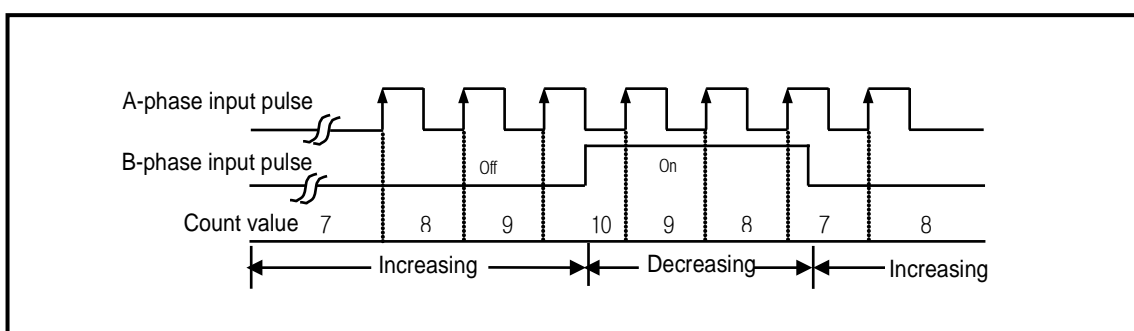 A-phase input pulse
B-phase input pulse
Off
On
Count value 7 8 9 10 9 8 7 8
Increasing Decreasing Increasing